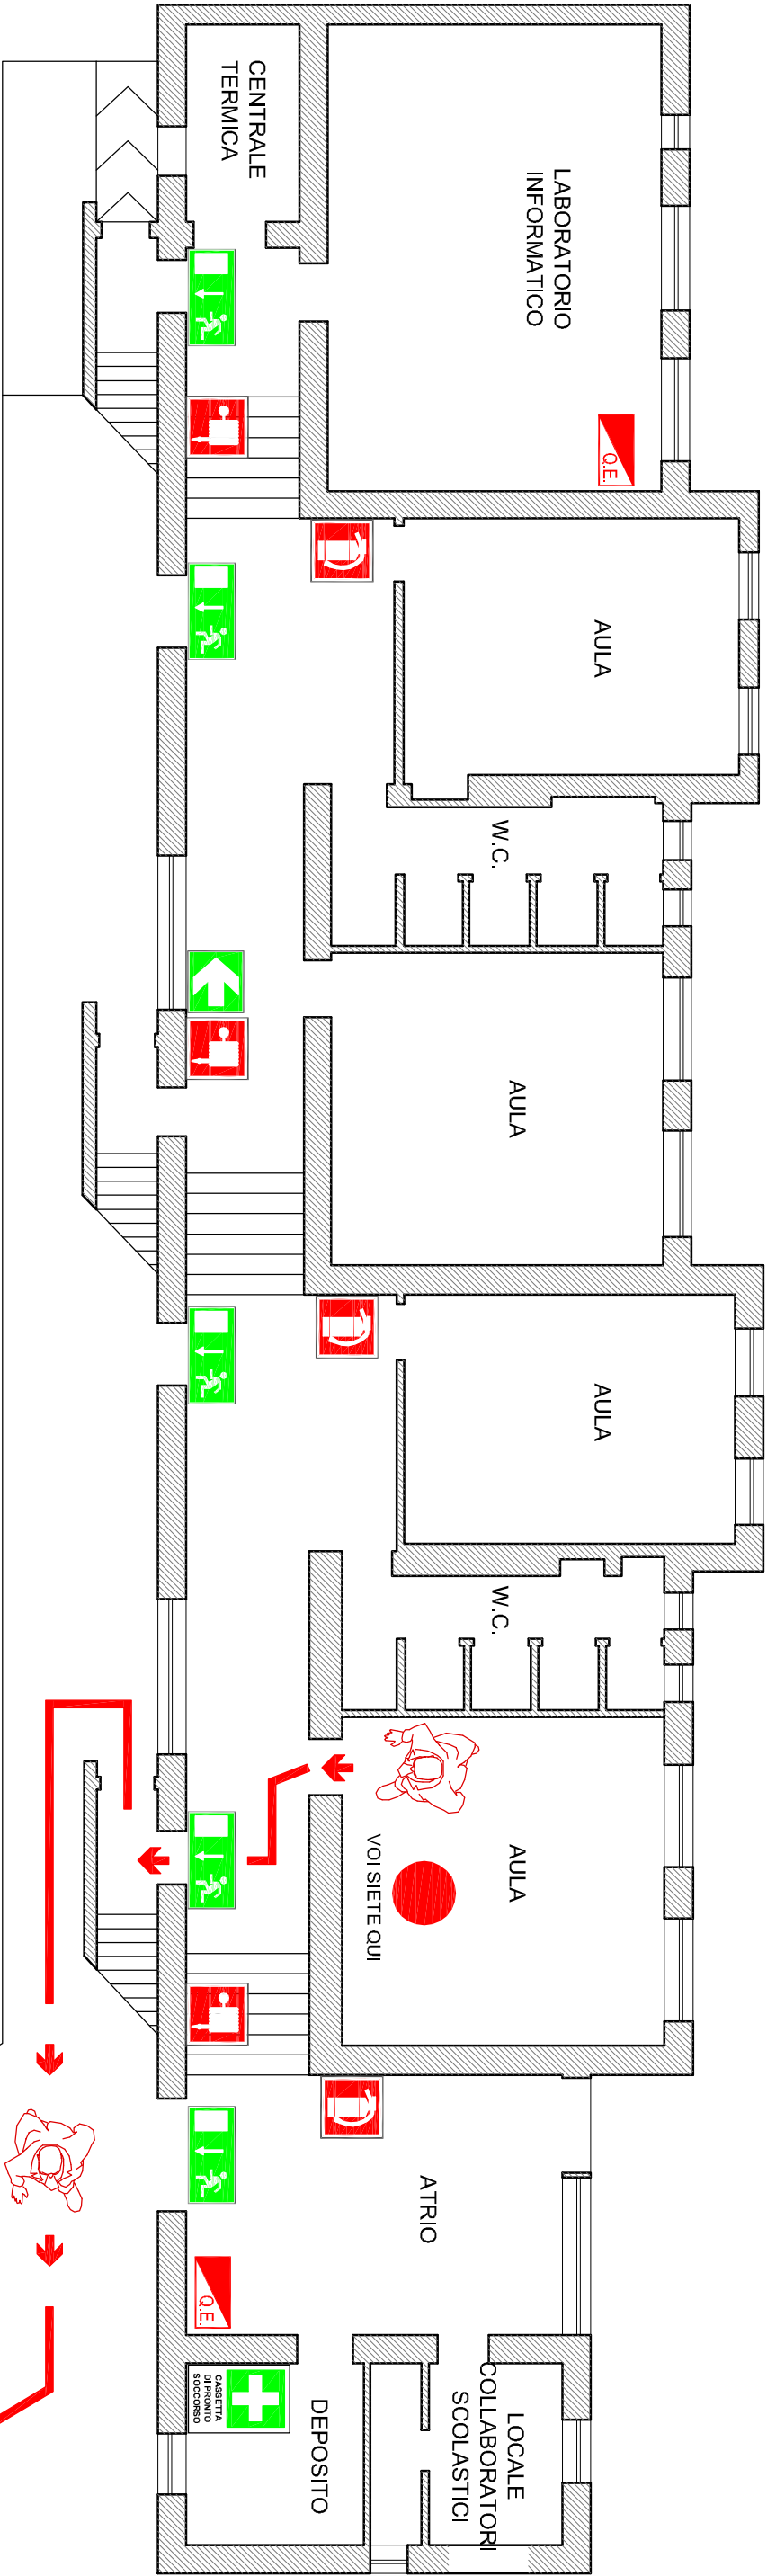 CENTRALE
TERMICA
LABORATORIO
INFORMATICO
Q.E.
AULA
W.C.
AULA
AULA
W.C.
AULA
VOI SIETE QUI
ATRIO
Q.E.
CASSETTA
DI PRONTO
SOCCORSO
DEPOSITO
LOCALE
COLLABORATORI
SCOLASTICI